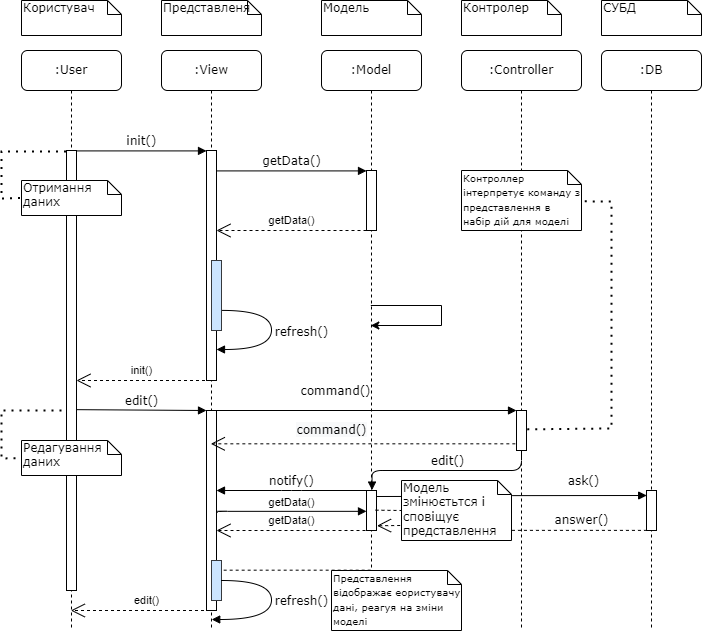 Користувач
Представленя
Модель
Контролер
СУБД
:User
:View
:Model
:Controller
:DB
init()
getData()
Отримання
даних
Контроллер
інтерпретує команду з
представлення в
набір дій для моделі
getData()
refresh()
init()
command()
edit()
command()
Редагування
даних
edit()
notify()
Модель
змінюєтьтся і
сповіщує
представлення
ask()
getData()
getData()
answer()
Представлення
відображає еористувачу
дані, реагуя на зміни
моделі
refresh()
edit()